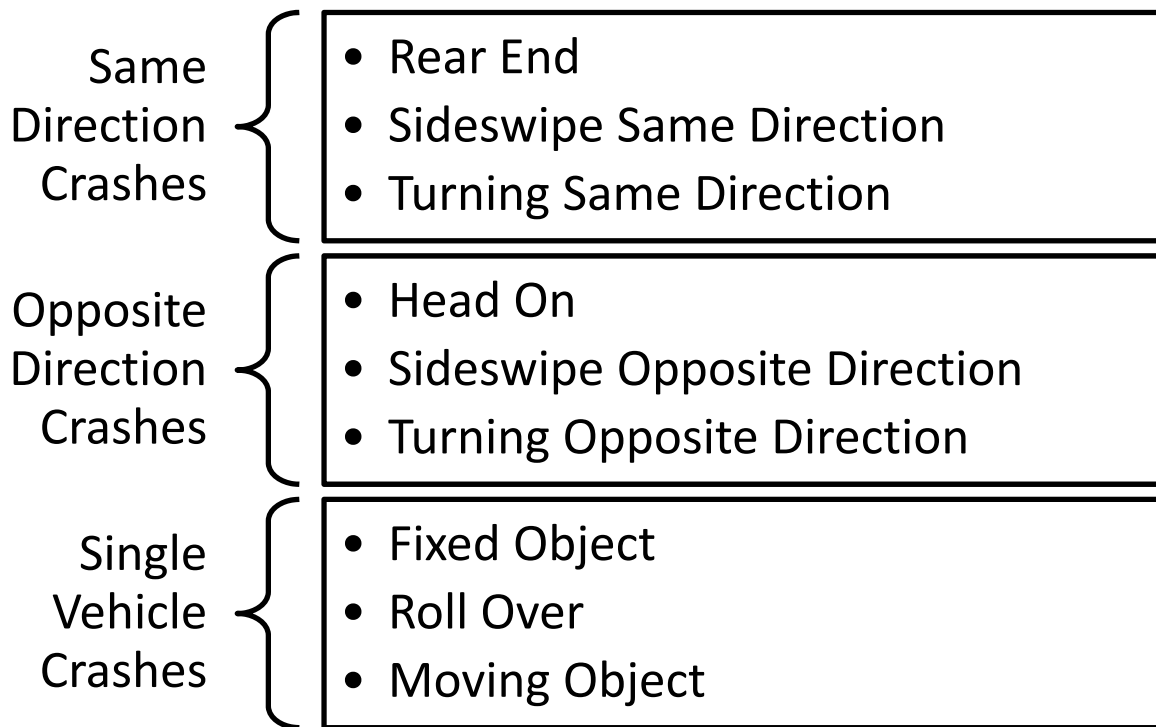 Same
Direction
Crashes
• Rear End
• Sideswipe Same Direction
• Turning Same Direction
Opposite
Direction
Crashes
• Head On
• Sideswipe Opposite Direction
• Turning Opposite Direction
Single
Vehicle
Crashes
• Fixed Object
• Roll Over
• Moving Object